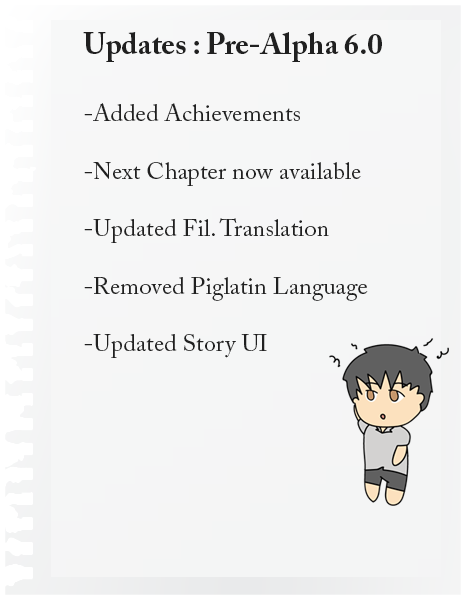 Updates : Pre-Alpha 6.0
-Added Achievements
-Next Chapter now available
-Updated Fil. Translation
-Removed Piglatin Language
-Updated Story UI